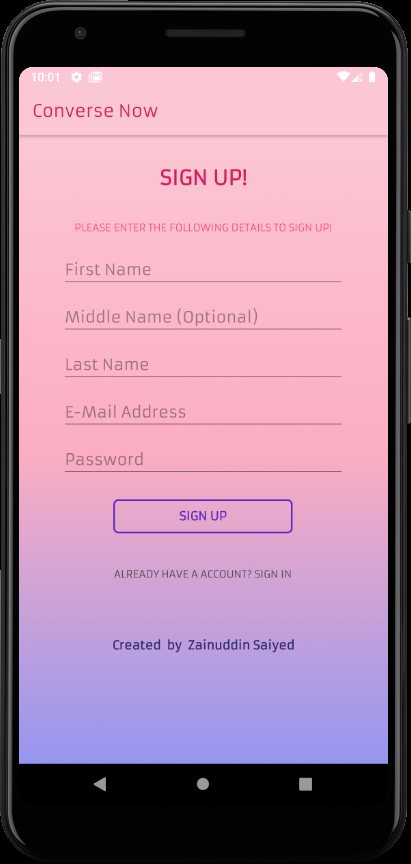 10:01
Converse Now
SIGN UP!
PLEASE ENTER THE FOLLOWING DETAILS TO SIGN UP!
First Name
Middle Name (Optional)
Last Name
E-Mail Address
Password
SIGN UP
ALREADY HAVE A ACCOUNT? SIGN IN
Created by Zainuddin Saiyed